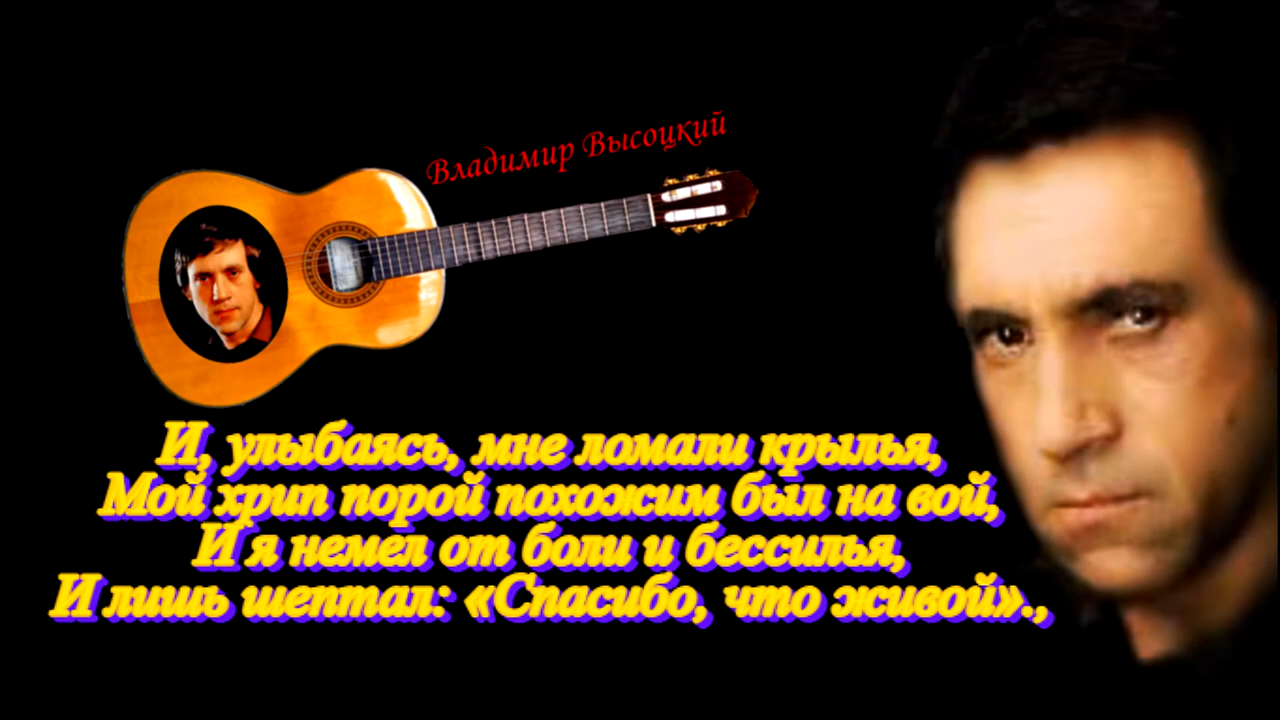 Владимир Высоцкий
И, улыбаясь, мне ломали крылья,
Мой хрип порой похожим был на вой,
И я немел от боли и бессилья,
И лишь шептал: «Спасибо, что живой».,